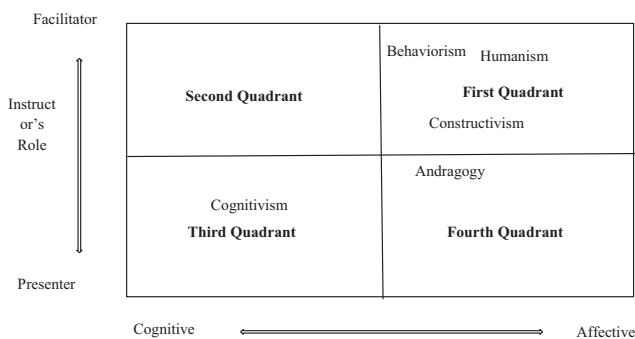 Facilitator
Behaviorism
Humanism
Second Quadrant
First Quadrant
Instruct
or's
Role
Constructivism
Andragogy
Cognitivism
Third Quadrant
Fourth Quadrant
Presenter
Cognitive
Affective